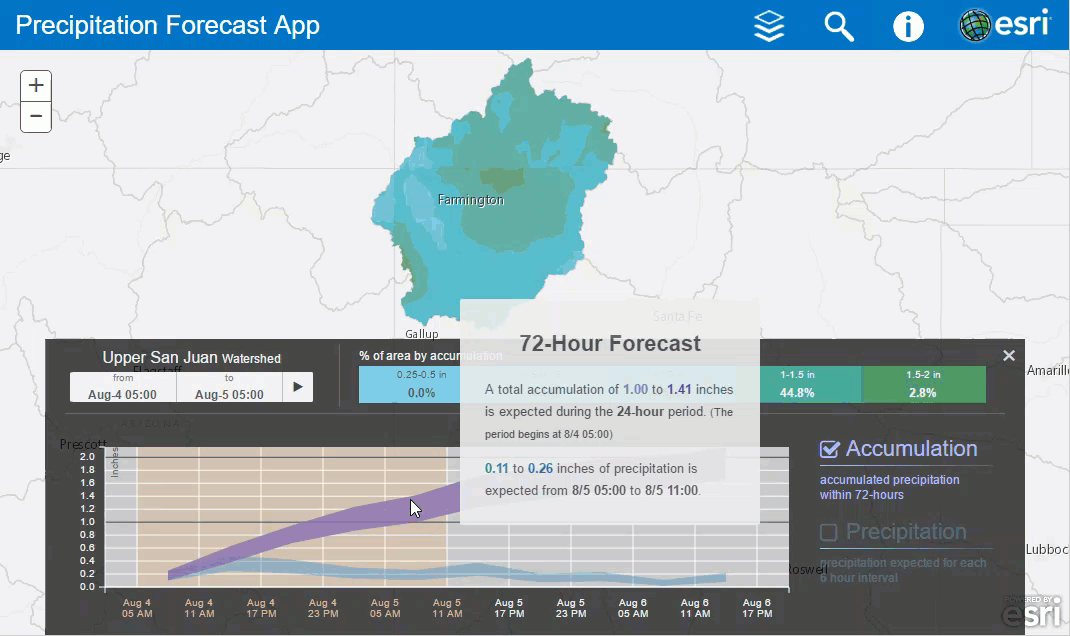 Precipitation Forecast App
esri
+
−
ge
Farmington
Gallup
Santa Fe
Flagstaff
ARIZONA
Prescott
Amarill
Lubboc
Roswell
Upper San Juan Watershed
from
Aug-4 05:00
to
Aug-5 05:00
% of area by accumulation
0.25-0.5 in
0.0%
1-1.5 in
44.8%
1.5-2 in
2.8%
×
72-Hour Forecast
A total accumulation of 1.00 to 1.41 inches
is expected during the 24-hour period. (The
period begins at 8/4 05:00)
0.11 to 0.26 inches of precipitation is
expected from 8/5 05:00 to 8/5 11:00.
Accumulation
accumulated precipitation
within 72-hours
Precipitation
precipitation expected for each
6 hour interval
Inches
2.0
1.8
1.6
1.4
1.2
1.0
0.8
0.6
0.4
0.2
0.0
Aug 4 Aug 4 Aug 4 Aug 4 Aug 5 Aug 5 Aug 5 Aug 5 Aug 6 Aug 6 Aug 6
05 AM 11 AM 17 PM 23 PM 05 AM 11 AM 17 PM 23 PM 05 AM 11 AM 17 PM
POWERED BY
esri